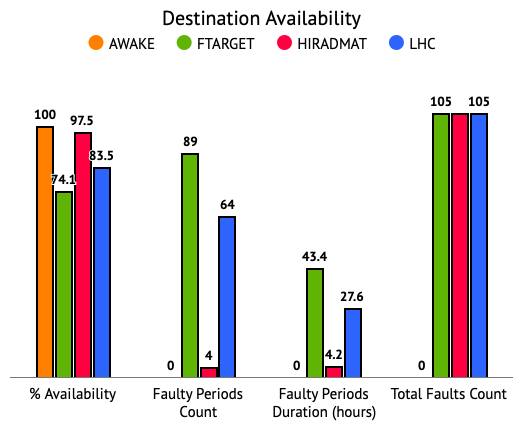 Destination Availability
AWAKE FTARGET HIRADMAT LHC
100 74.1 97.5 83.5
0 89 4 64
0 43.4 4.2 27.6
0 105 105
% Availability
Faulty Periods
Count
Faulty Periods
Duration (hours)
Total Faults Count